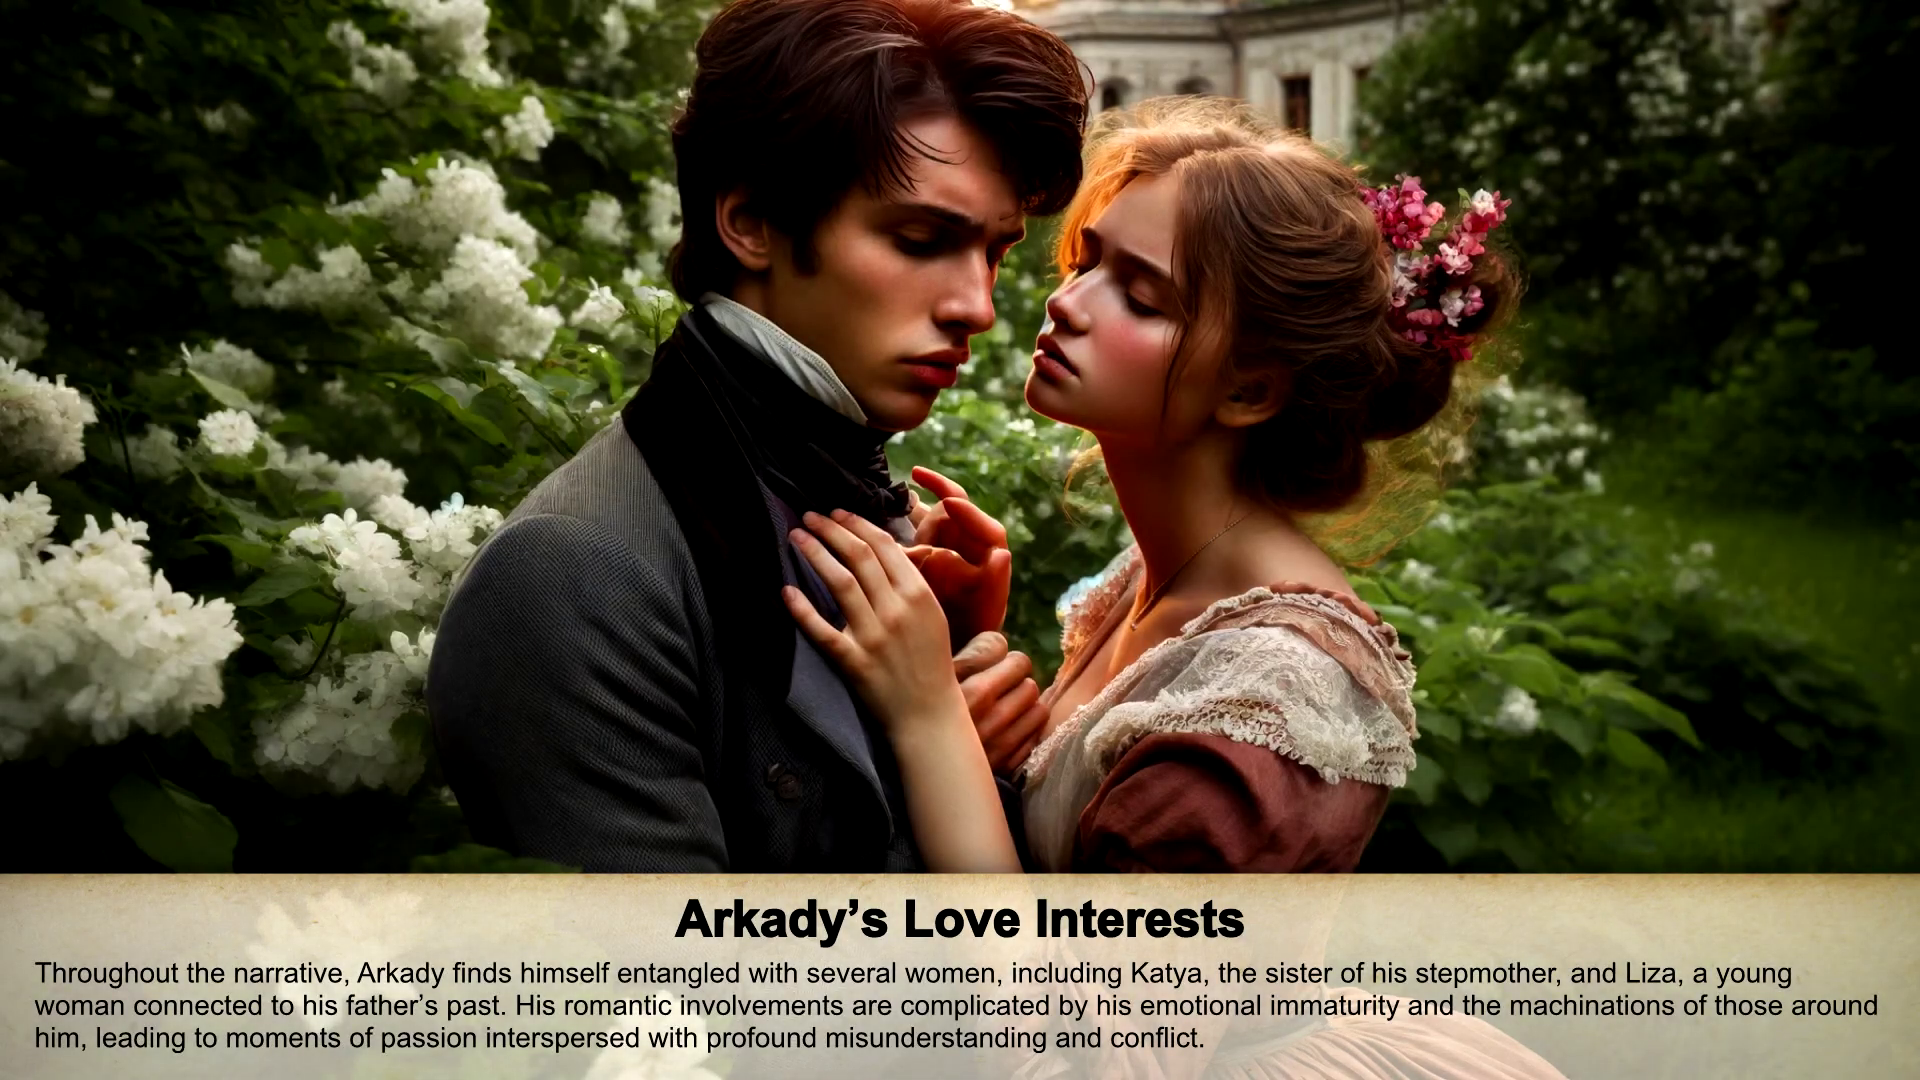 Arkady’s Love Interests
Throughout the narrative, Arkady finds himself entangled with several women, including Katya, the sister of his stepmother, and Liza, a young
woman connected to his father’s past. His romantic involvements are complicated by his emotional immaturity and the machinations of those around
him, leading to moments of passion interspersed with profound misunderstanding and conflict.